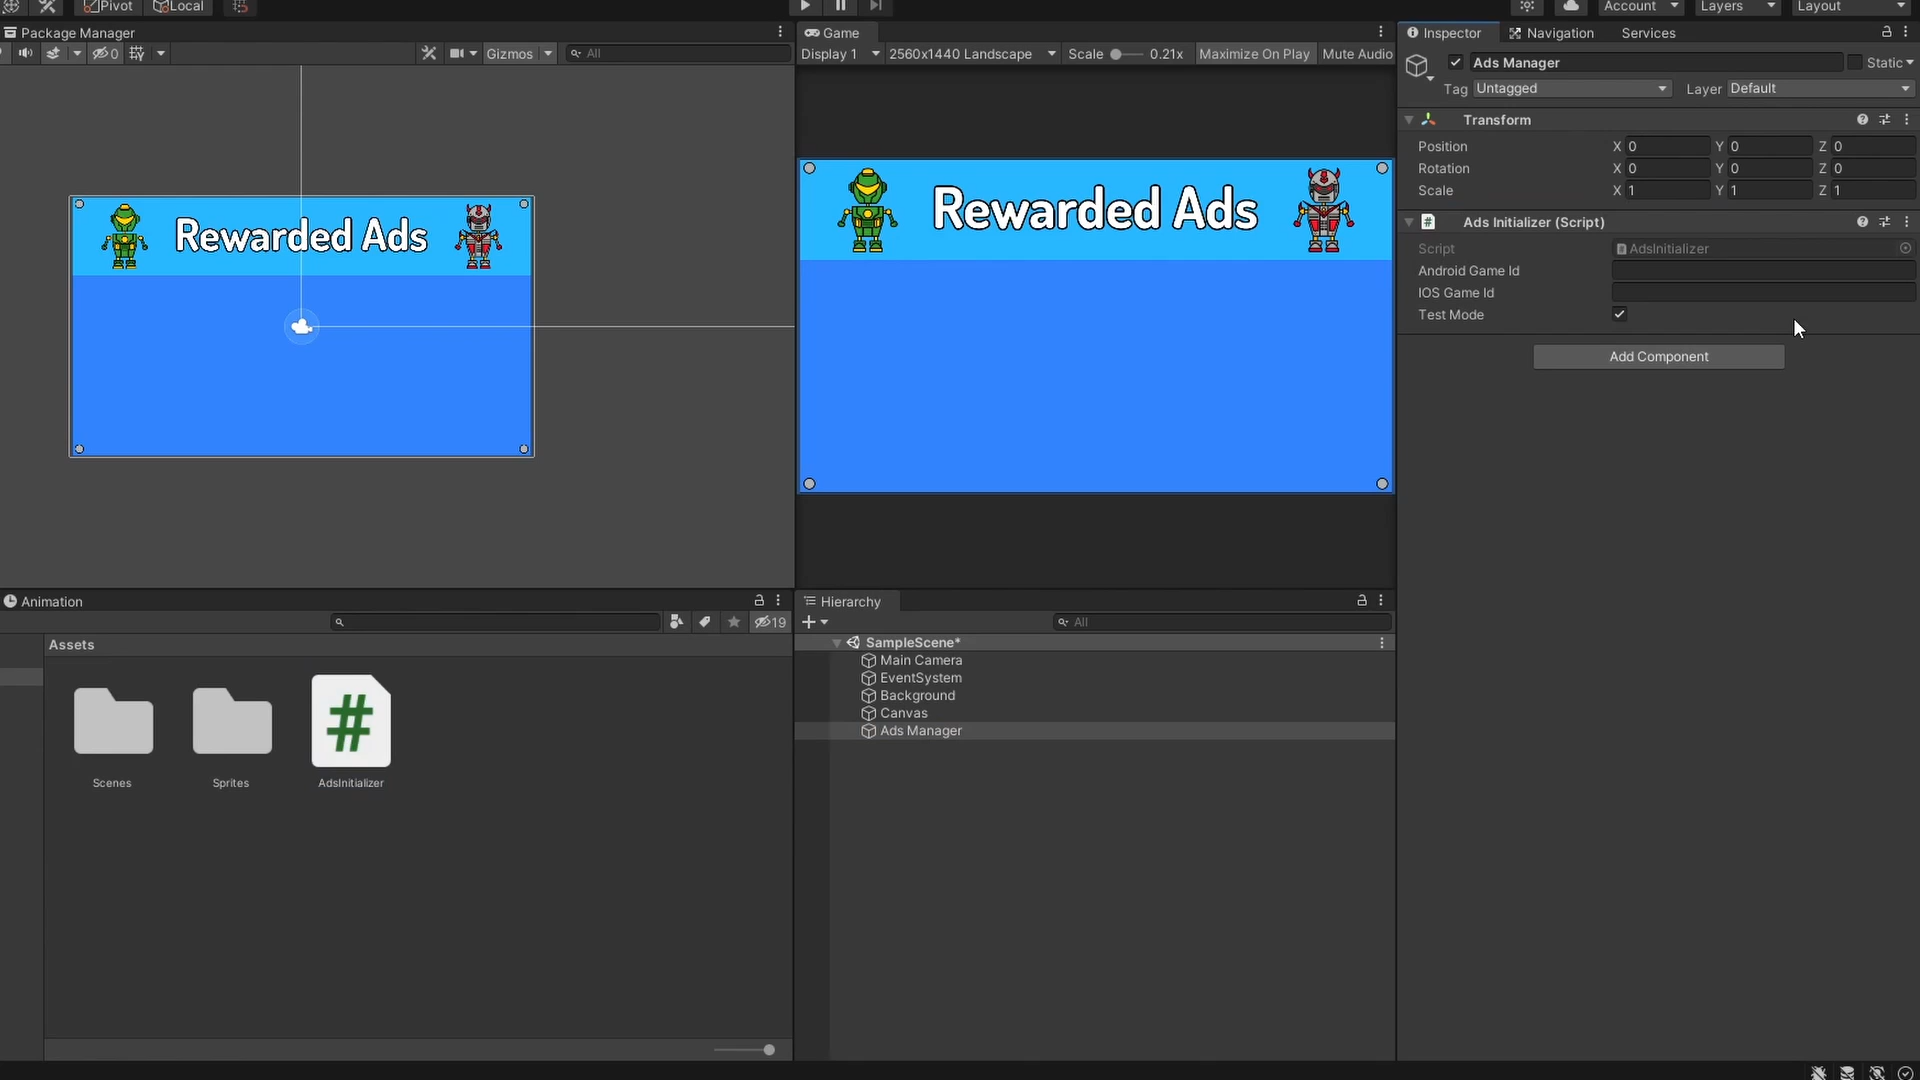 Pivot
Local
Account
Layers
Layout
Package Manager
0
Gizmos
All
Game
Display 1
2560x1440 Landscape
Scale
0.21x
Maximize On Play
Mute Audio
Rewarded Ads
Rewarded Ads
Inspector
Navigation
Services
Ads Manager
Static
Tag Untagged
Layer Default
Transform
Position X 0 Y 0 Z 0
Rotation X 0 Y 0 Z 0
Scale X 1 Y 1 Z 1
# Ads Initializer (Script)
Script AdsInitializer
Android Game Id
IOS Game Id
Test Mode
Add Component
Animation
19
Assets
Scenes
Sprites
#
AdsInitializer
Hierarchy
All
SampleScene*
Main Camera
EventSystem
Background
Canvas
Ads Manager